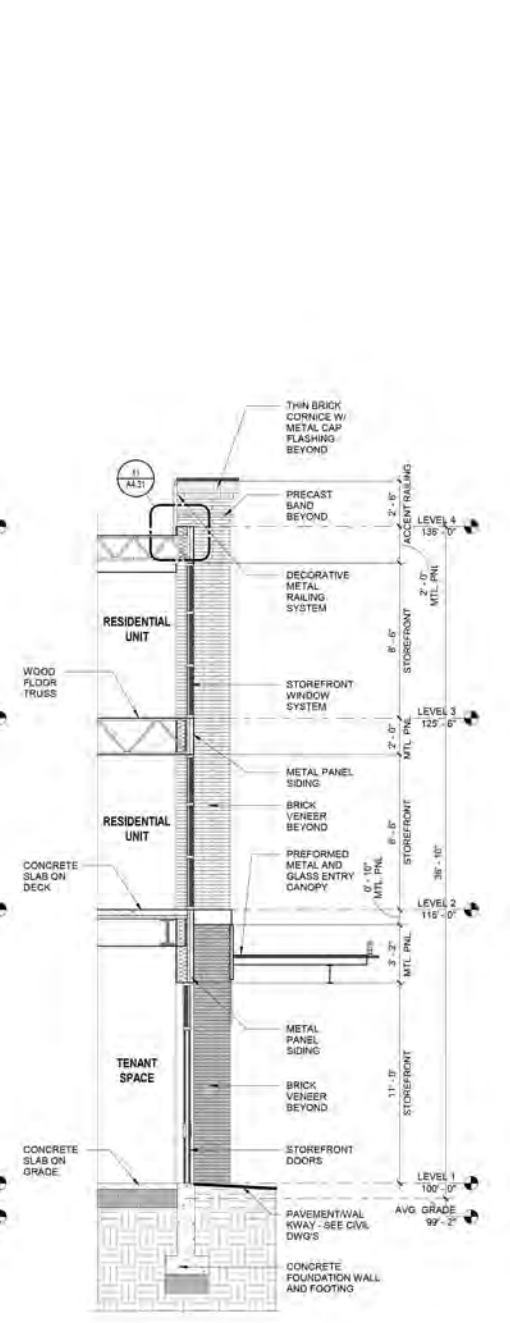 THIN BRICK
CORNICE W/
METAL CAP
FLASHING
BEYOND
11
A4.31
PRECAST
BAND
BEYOND
2' - 6"
ACCENT RAILING
LEVEL 4
136' - 0"
2' - 0"
MTL. PNL
DECORATIVE
METAL
RAILING
SYSTEM
8' - 6"
STOREFRONT
RESIDENTIAL
UNIT
WOOD
FLOOR
TRUSS
STOREFRONT
WINDOW
SYSTEM
LEVEL 3
125' - 6"
2' - 0"
MTL. PNL
METAL PANEL
SIDING
BRICK
VENEER
BEYOND
8' - 8"
STOREFRONT
RESIDENTIAL
UNIT
36' - 10"
PREFORMED
METAL AND
GLASS ENTRY
CANOPY
0' - 10"
MTL. PNL
CONCRETE
SLAB ON
DECK
LEVEL 2
115' - 0"
3' - 2"
MTL. PNL
METAL
PANEL
SIDING
TENANT
SPACE
BRICK
VENEER
BEYOND
11' - 0"
STOREFRONT
CONCRETE
SLAB ON
GRADE
STOREFRONT
DOORS
LEVEL 1
100' - 0"
AVG. GRADE
99' - 2"
PAVEMENT/WAL
KWAY - SEE CIVIL
DWG'S
CONCRETE
FOUNDATION WALL
AND FOOTING